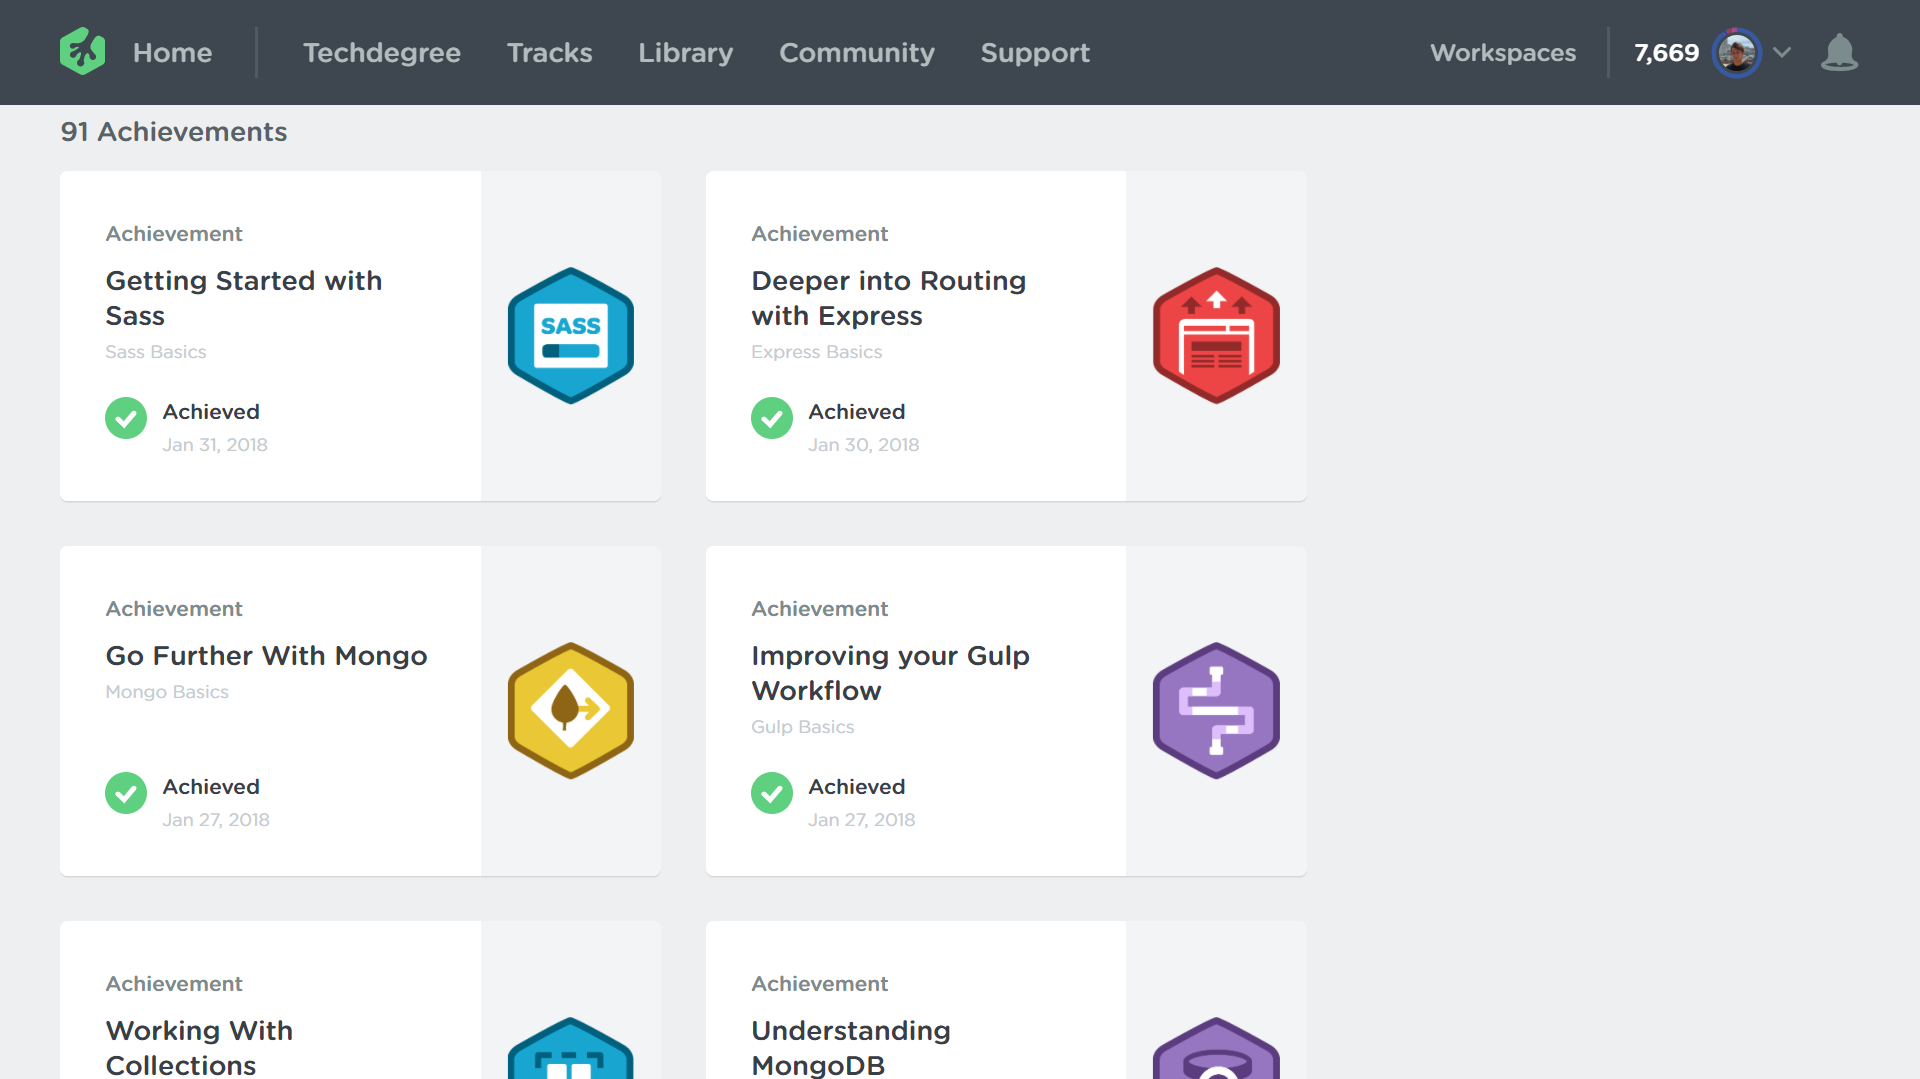 Home
Techdegree
Tracks
Library
Community
Support
Workspaces
7,669
91 Achievements
Achievement
Getting Started with
Sass
Sass Basics
Achieved
Jan 31, 2018
SASS
Achievement
Deeper into Routing
with Express
Express Basics
Achieved
Jan 30, 2018
Achievement
Go Further With Mongo
Mongo Basics
Achieved
Jan 27, 2018
Achievement
Improving your Gulp
Workflow
Gulp Basics
Achieved
Jan 27, 2018
Achievement
Working With
Collections
Achievement
Understanding
MongoDB